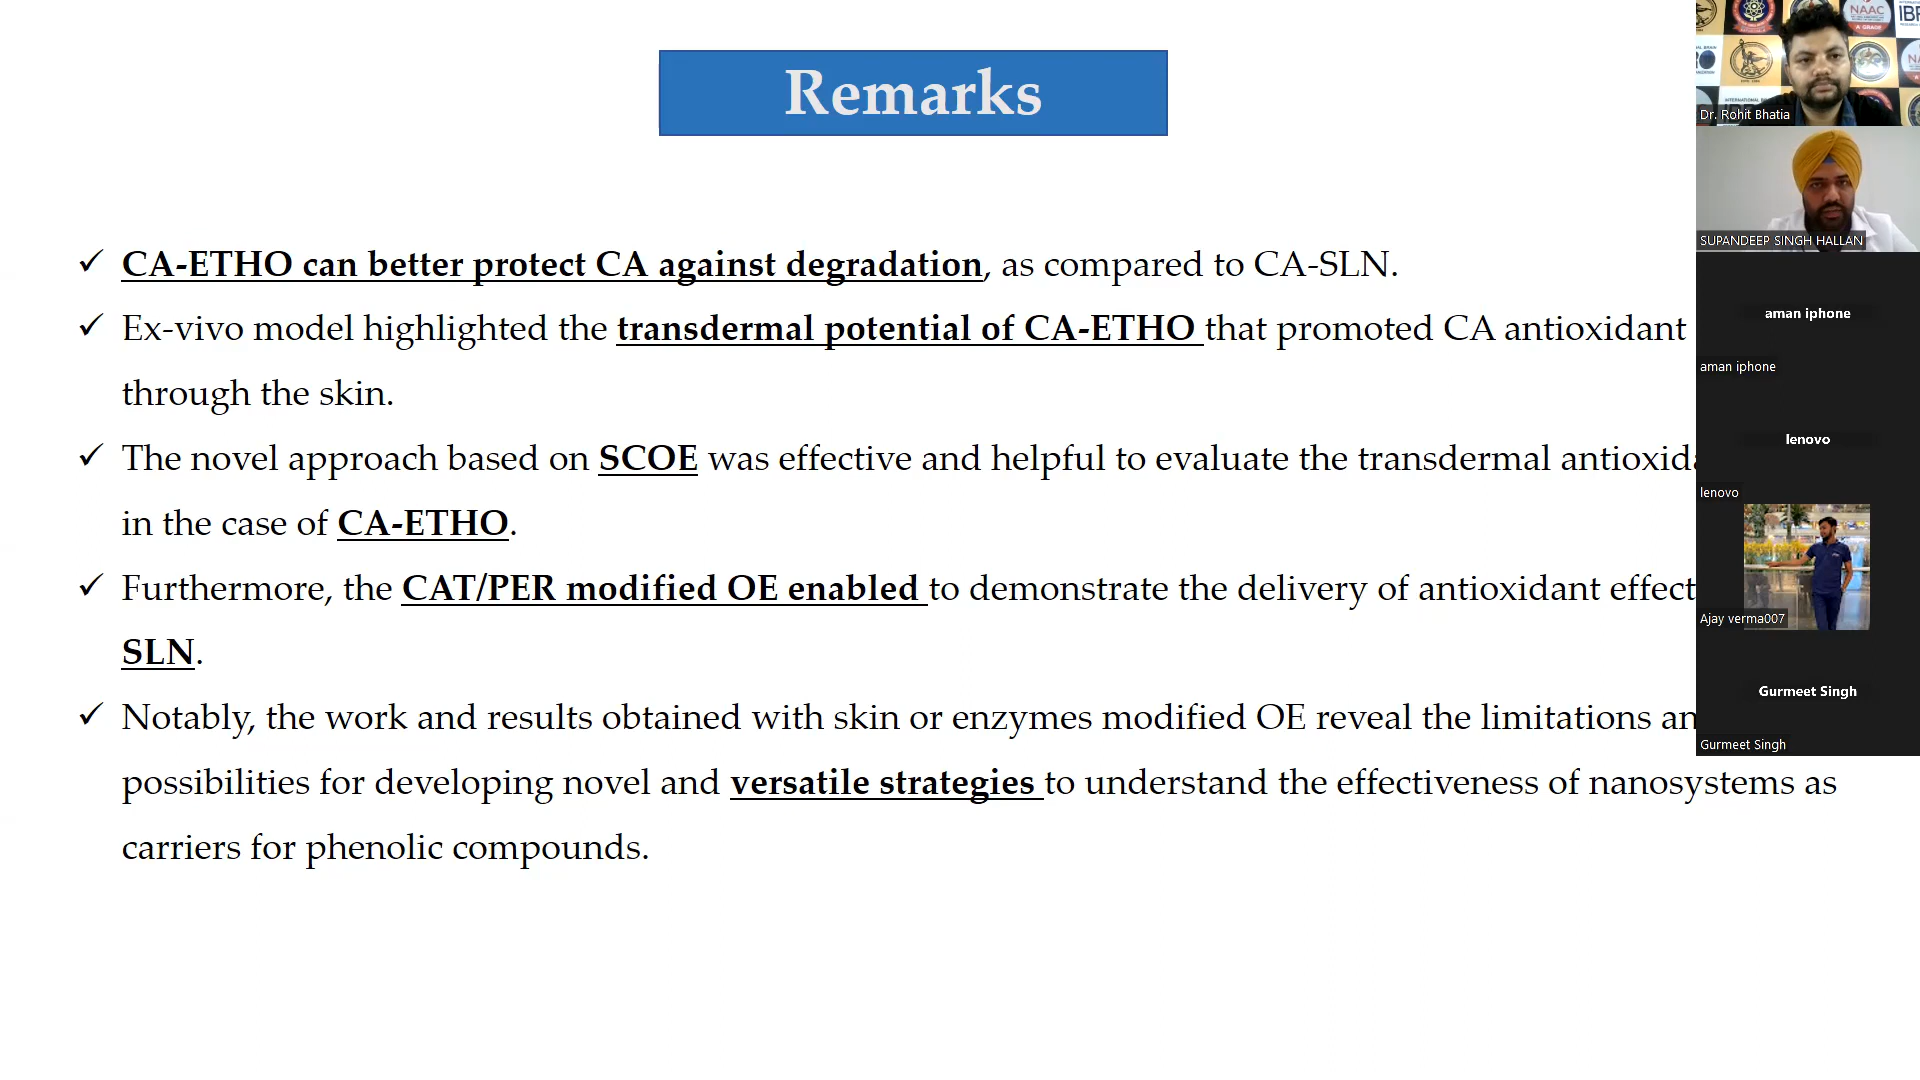 Remarks
✓ CA-ETHO can better protect CA against degradation, as compared to CA-SLN.
✓ Ex-vivo model highlighted the transdermal potential of CA-ETHO that promoted CA antioxidant
through the skin.
✓ The novel approach based on SCOE was effective and helpful to evaluate the transdermal
in the case of CA-ETHO.
✓ Furthermore, the CAT/PER modified OE enabled to demonstrate the delivery of antioxidant effect
SLN.
✓ Notably, the work and results obtained with skin or enzymes modified OE reveal the limitations
possibilities for developing novel and versatile strategies to understand the effectiveness of nanosystems as
carriers for phenolic compounds.
NAAC
A GRADE
Dr. Rohit Bhatia
SUPANDEEP SINGH HALLAN
aman iphone
aman iphone
lenovo
lenovo
Ajay verma007
Gurmeet Singh
Gurmeet Singh